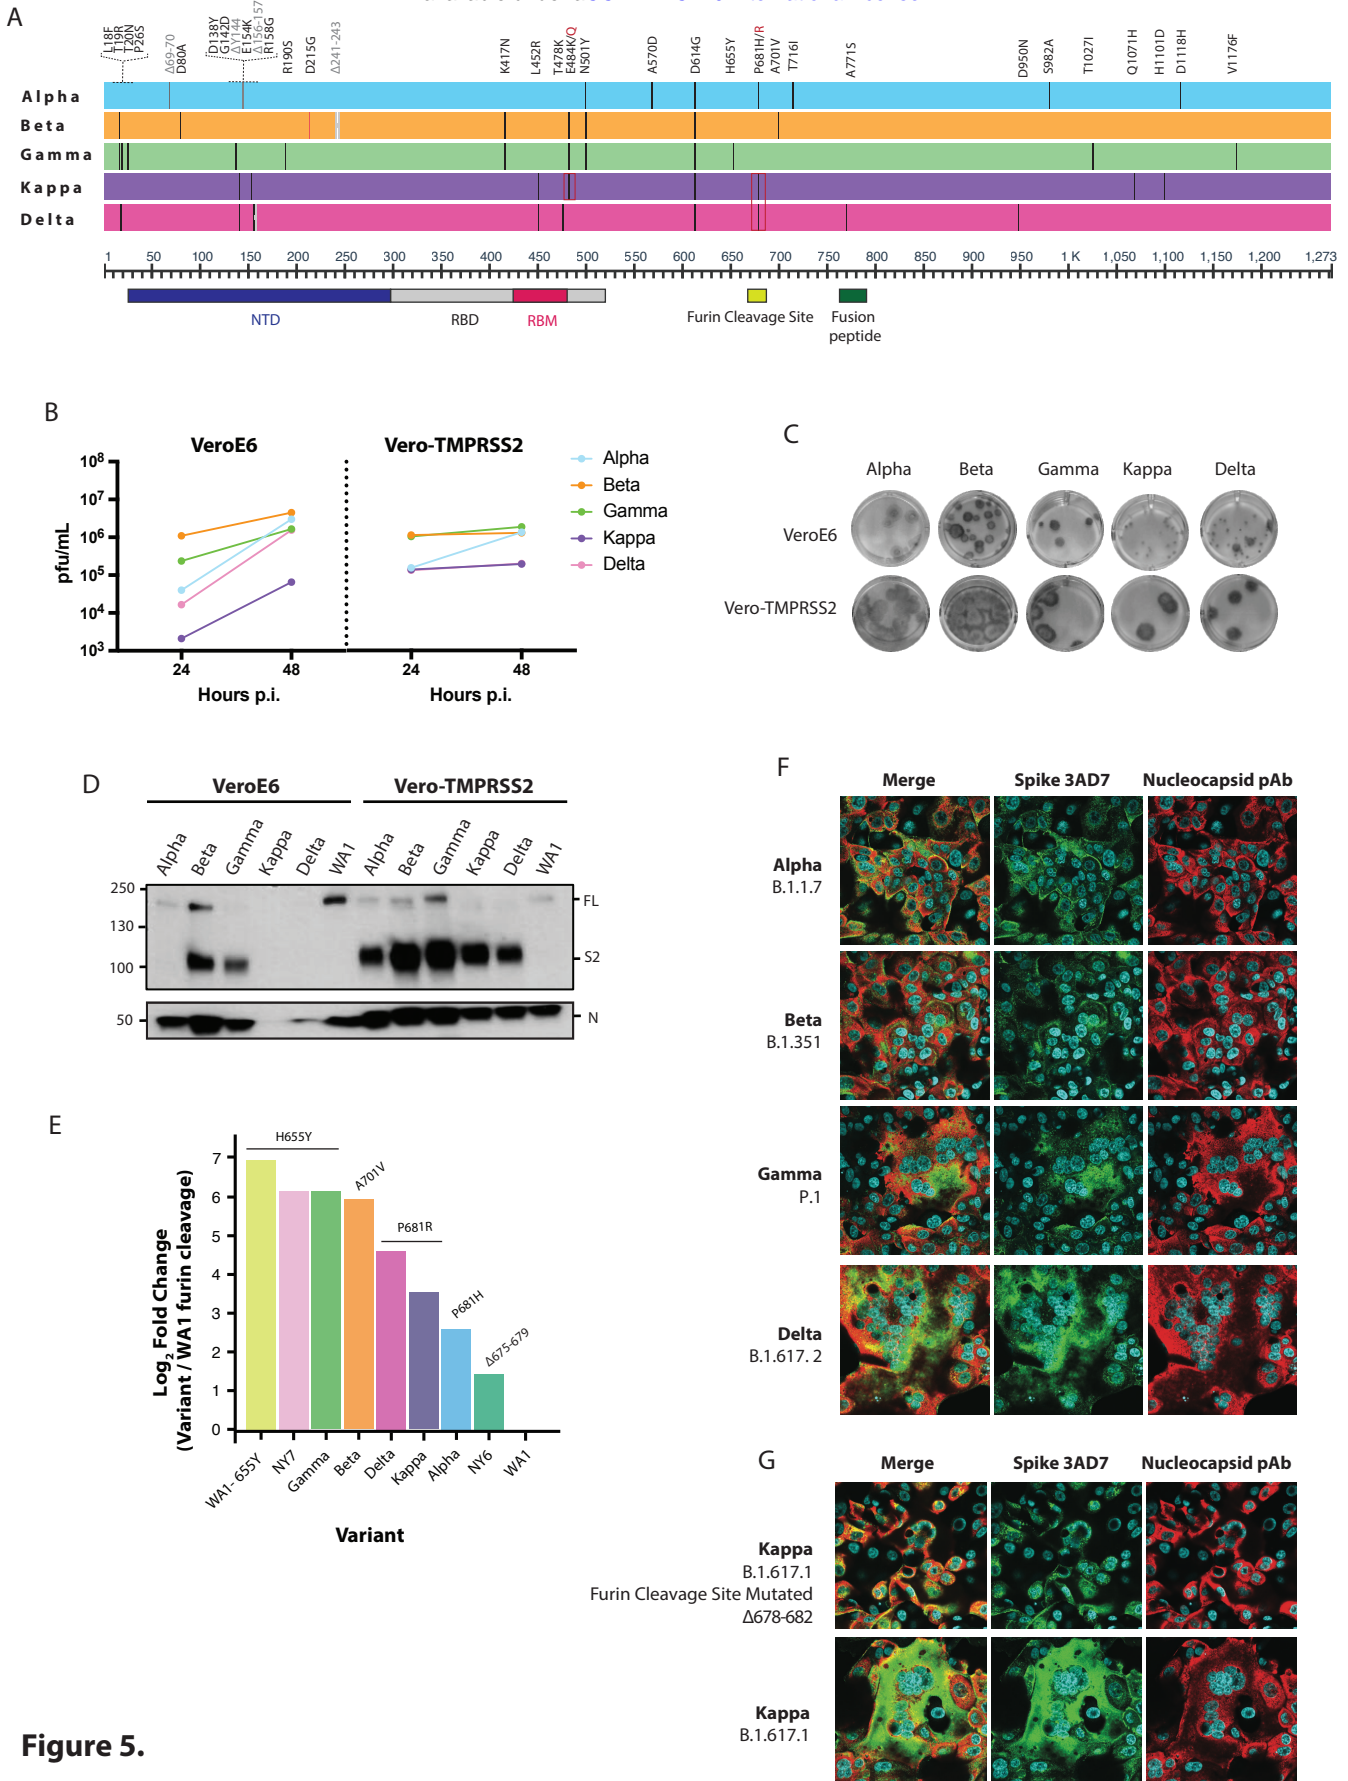 A
L18F
T19R
T20N
P26S
Δ69-70
D80A
D138Y
G142D
ΔY144
E154K
Δ156-157
R158G
R190S
D215G
Δ241-243
K417N
L452R
T478K
E484K/Q
N501Y
A570D
D614G
H655Y
P681H/R
A701V
T716I
A771S
D950N
S982A
T1027I
Q1071H
H1101D
D1118H
V1176F
Alpha
Beta
Gamma
Kappa
Delta
1 50 100 150 200 250 300 350 400 450 500 550 600 650 700 750 800 850 900 950 1 K 1,050 1,100 1,150 1,200 1,273
NTD RBD RBM Furin Cleavage Site Fusion
peptide
B
VeroE6 Vero-TMPRSS2
pfu/mL
10⁸
10⁷
10⁶
10⁵
10⁴
10³
24 48 24 48
Hours p.i. Hours p.i.
Alpha
Beta
Gamma
Kappa
Delta
C
Alpha Beta Gamma Kappa Delta
VeroE6
Vero-TMPRSS2
D
VeroE6 Vero-TMPRSS2
Alpha Beta Gamma Kappa Delta WA1 Alpha Beta Gamma Kappa Delta WA1
250
130
100
50
FL
S2
N
E
Log₂ Fold Change
(Variant / WA1 furin cleavage)
7
6
5
4
3
2
1
0
H655Y
A701V
P681R
P681H
Δ675-679
WA1-655Y NY7 Gamma Beta Delta Kappa Alpha NY6 WA1
Variant
F
Merge Spike 3AD7 Nucleocapsid pAb
Alpha
B.1.1.7
Beta
B.1.351
Gamma
P.1
Delta
B.1.617. 2
G
Merge Spike 3AD7 Nucleocapsid pAb
Kappa
B.1.617.1
Furin Cleavage Site Mutated
Δ678-682
Kappa
B.1.617.1
Figure 5.